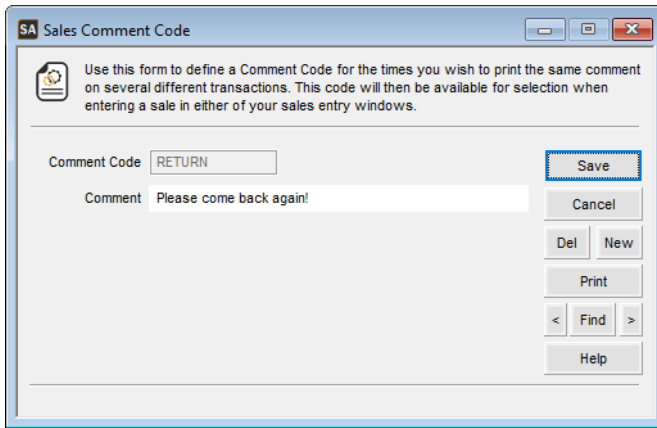 SA Sales Comment Code
Use this form to define a Comment Code for the times you wish to print the same comment
on several different transactions. This code will then be available for selection when
entering a sale in either of your sales entry windows.
Comment Code RETURN
Save
Comment Please come back again!
Cancel
Del New
Print
< Find >
Help